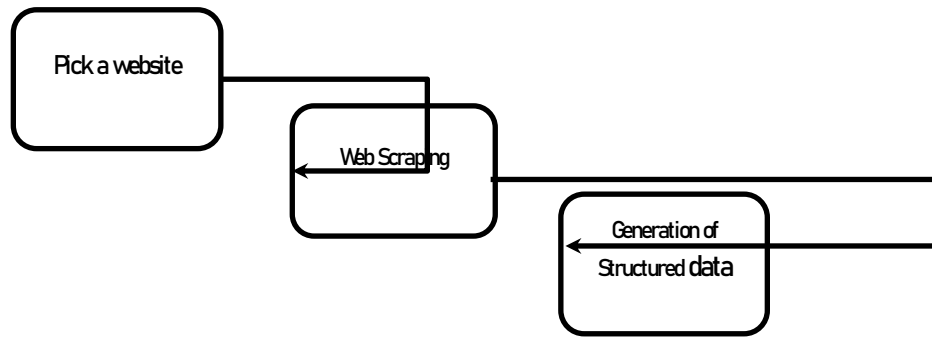 Pick a website
Web Scraping
Generation of
Structured data